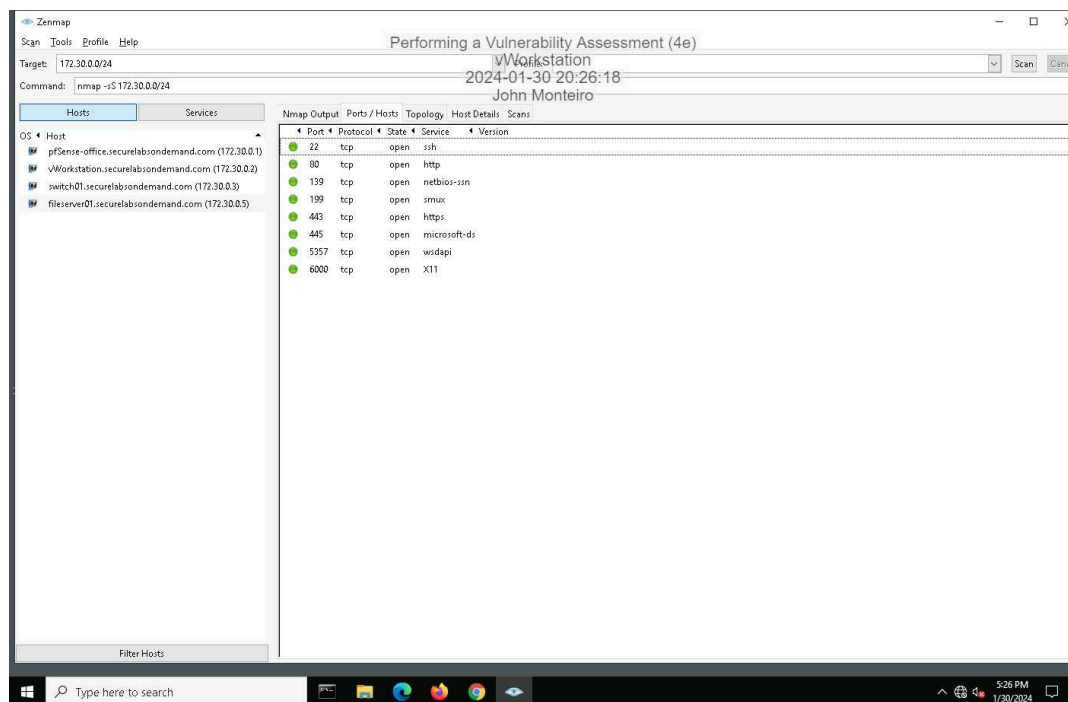 Zenmap
Scan Tools Profile Help
Performing a Vulnerability Assessment (4e)
vWorkstation
2024-01-30 20:26:18
John Monteiro
Target: 172.30.0.0/24 Profile: Scan
Command: nmap -sS 172.30.0.0/24
Hosts Services
Nmap Output Ports / Hosts Topology Host Details Scans
OS Host
pfSense-office.securelabsondemand.com (172.30.0.1)
vWorkstation.securelabsondemand.com (172.30.0.2)
switch01.securelabsondemand.com (172.30.0.3)
fileserver01.securelabsondemand.com (172.30.0.5)
Port Protocol State Service Version
22 tcp open ssh
80 tcp open http
139 tcp open netbios-ssn
199 tcp open smux
443 tcp open https
445 tcp open microsoft-ds
5357 tcp open wsdapi
6000 tcp open X11
Filter Hosts
Type here to search
5:26 PM
1/30/2024